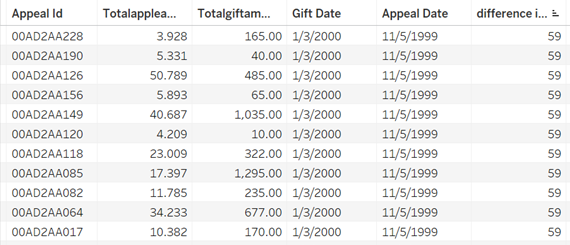 Appeal Id Totalapplea... Totalgiftam... Gift Date Appeal Date difference i...
00AD2AA228 3.928 165.00 1/3/2000 11/5/1999 59
00AD2AA190 5.331 40.00 1/3/2000 11/5/1999 59
00AD2AA126 50.789 485.00 1/3/2000 11/5/1999 59
00AD2AA156 5.893 65.00 1/3/2000 11/5/1999 59
00AD2AA149 40.687 1,035.00 1/3/2000 11/5/1999 59
00AD2AA120 4.209 10.00 1/3/2000 11/5/1999 59
00AD2AA118 23.009 322.00 1/3/2000 11/5/1999 59
00AD2AA085 17.397 1,295.00 1/3/2000 11/5/1999 59
00AD2AA082 11.785 235.00 1/3/2000 11/5/1999 59
00AD2AA064 34.233 677.00 1/3/2000 11/5/1999 59
00AD2AA017 10.382 170.00 1/3/2000 11/5/1999 59